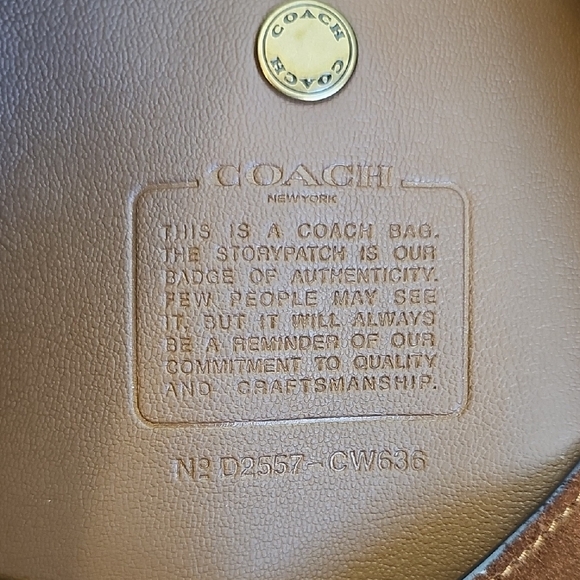 COACH COACH
COACH
NEW YORK
THIS IS A COACH BAG.
THE STORYPATCH IS OUR
BADGE OF AUTHENTICITY.
FEW PEOPLE MAY SEE
IT, BUT IT WILL ALWAYS
BE A REMINDER OF OUR
COMMITMENT TO QUALITY
AND CRAFTSMANSHIP.
Nº D2557-CW636